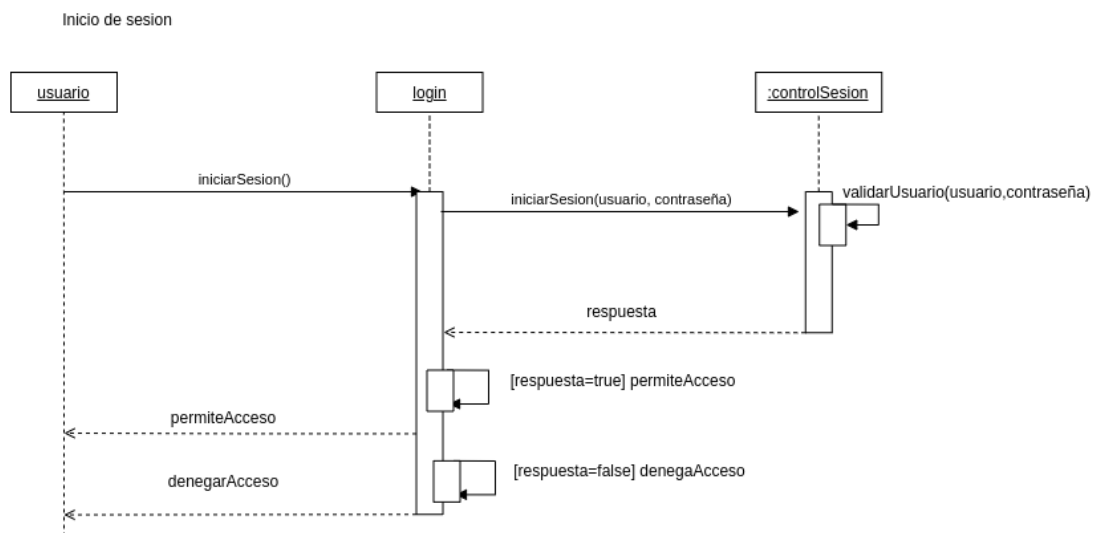 Inicio de sesion
usuario
login
:controlSesion
iniciarSesion()
iniciarSesion(usuario, contraseña)
validarUsuario(usuario,contraseña)
respuesta
[respuesta=true] permiteAcceso
permiteAcceso
[respuesta=false] denegaAcceso
denegarAcceso